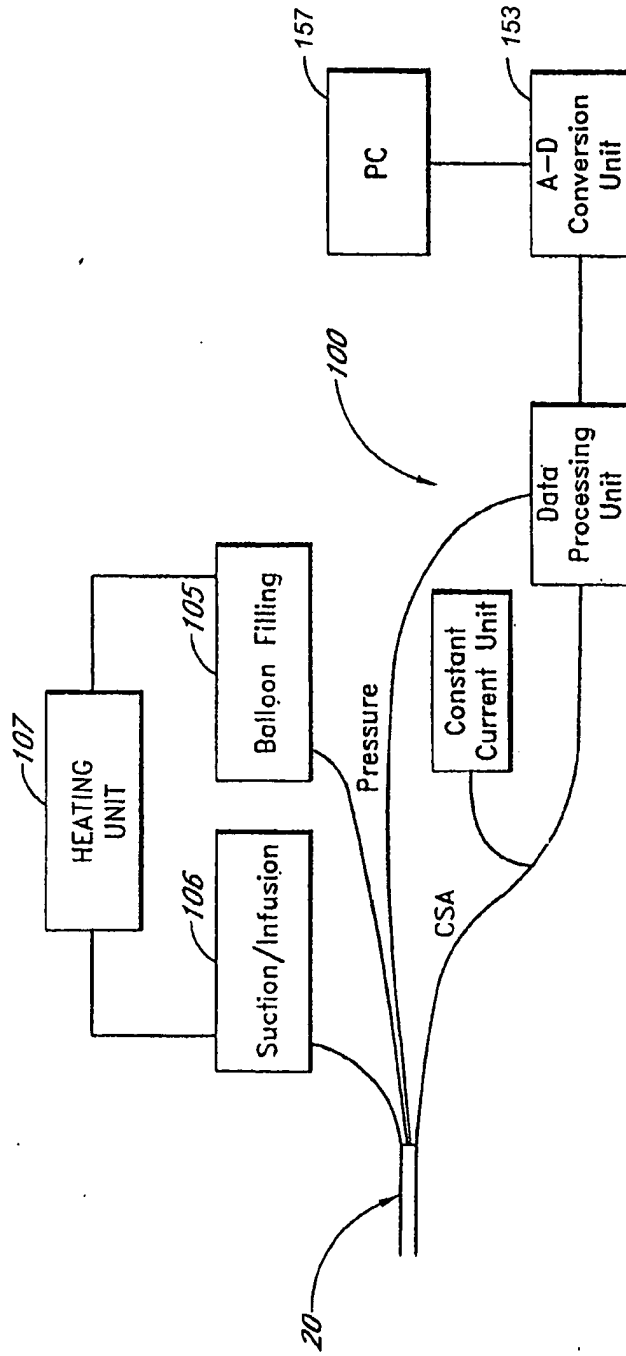 107
HEATING
UNIT
106
Suction/Infusion
105
Balloon Filling
100
157
PC
153
A-D
Conversion
Unit
Pressure
Constant
Current Unit
CSA
Data
Processing
Unit
20